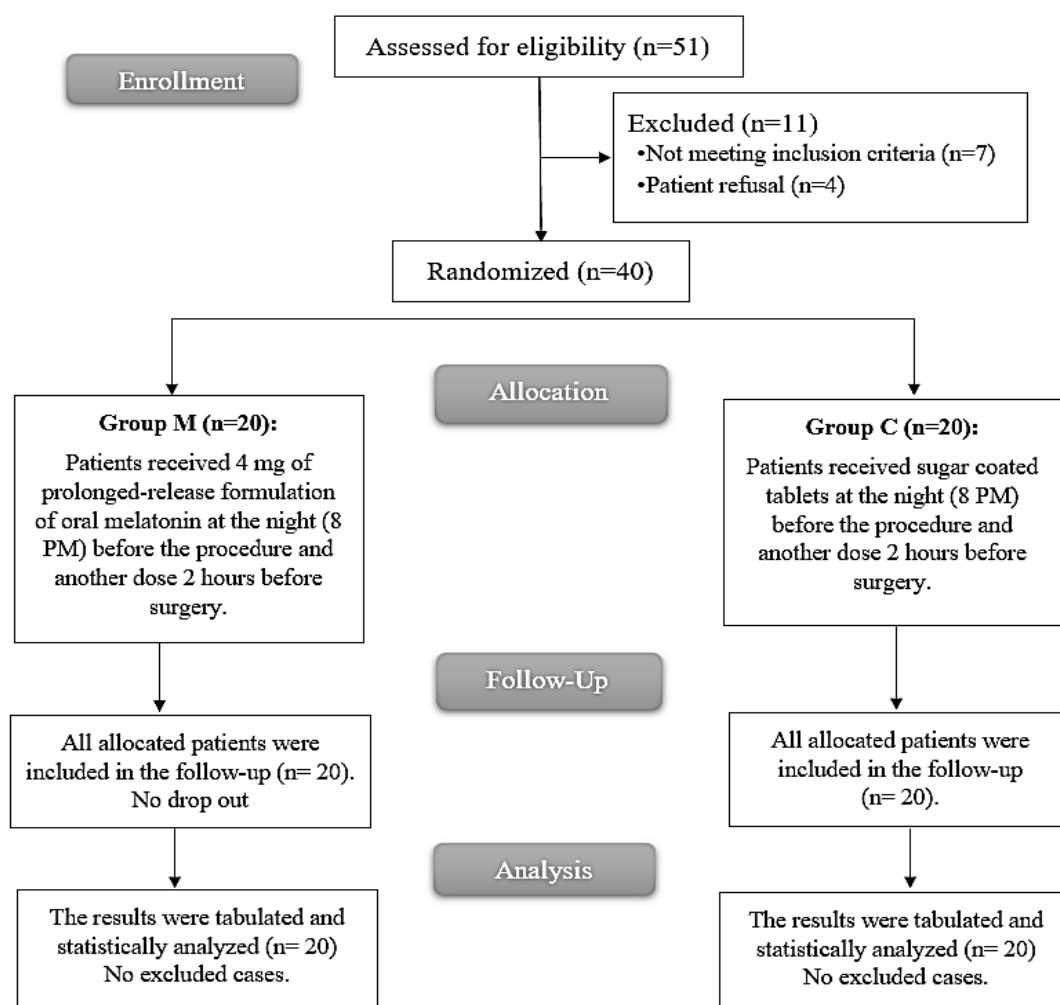 Assessed for eligibility (n=51)
Enrollment
Excluded (n=11)
•Not meeting inclusion criteria (n=7)
•Patient refusal (n=4)
Randomized (n=40)
Allocation
Group M (n=20):
Patients received 4 mg of
prolonged-release formulation
of oral melatonin at the night (8
PM) before the procedure and
another dose 2 hours before
surgery.
Group C (n=20):
Patients received sugar coated
tablets at the night (8 PM)
before the procedure and
another dose 2 hours before
surgery.
Follow-Up
All allocated patients were
included in the follow-up (n= 20).
No drop out
All allocated patients were
included in the follow-up
(n= 20).
Analysis
The results were tabulated and
statistically analyzed (n= 20)
No excluded cases.
The results were tabulated and
statistically analyzed (n= 20)
No excluded cases.